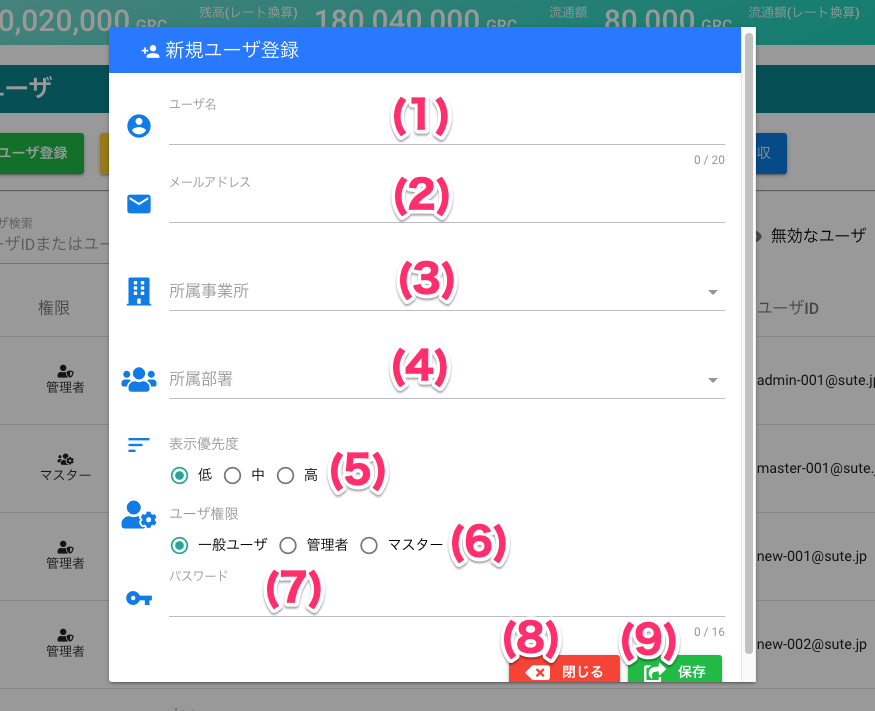 0,020,000 GRC 残高(レート換算) 180,040,000 GRC 流通額 80,000 GRC 流通額(レート換算)
新規ユーザ登録
ーザ
ユーザ名
(1)
0 / 20
ユーザ登録
収
メールアドレス
(2)
ザ検索
ーザIDまたはユー
無効なユーザ
所属事業所
(3)
権限
ユーザID
所属部署
(4)
管理者
admin-001@sute.jp
表示優先度
低 中 高 (5)
マスター
master-001@sute.
ユーザ権限
一般ユーザ 管理者 マスター (6)
管理者
new-001@sute.jp
パスワード
(7)
0 / 16
管理者
new-002@sute.jp
(8) (9)
閉じる 保存